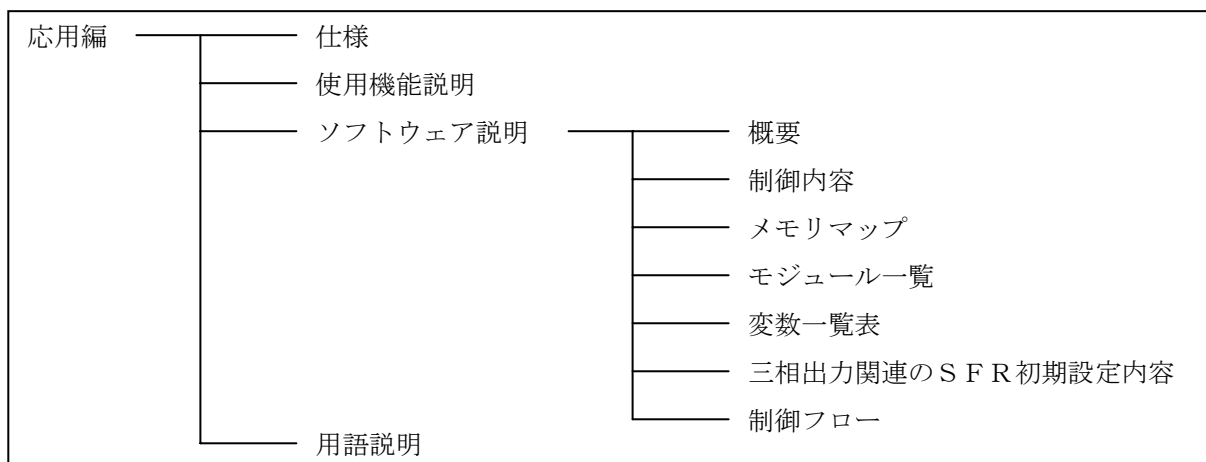 応用編 仕様
使用機能説明
ソフトウェア説明 概要
制御内容
メモリマップ
モジュール一覧
変数一覧表
三相出力関連のＳＦＲ初期設定内容
制御フロー
用語説明